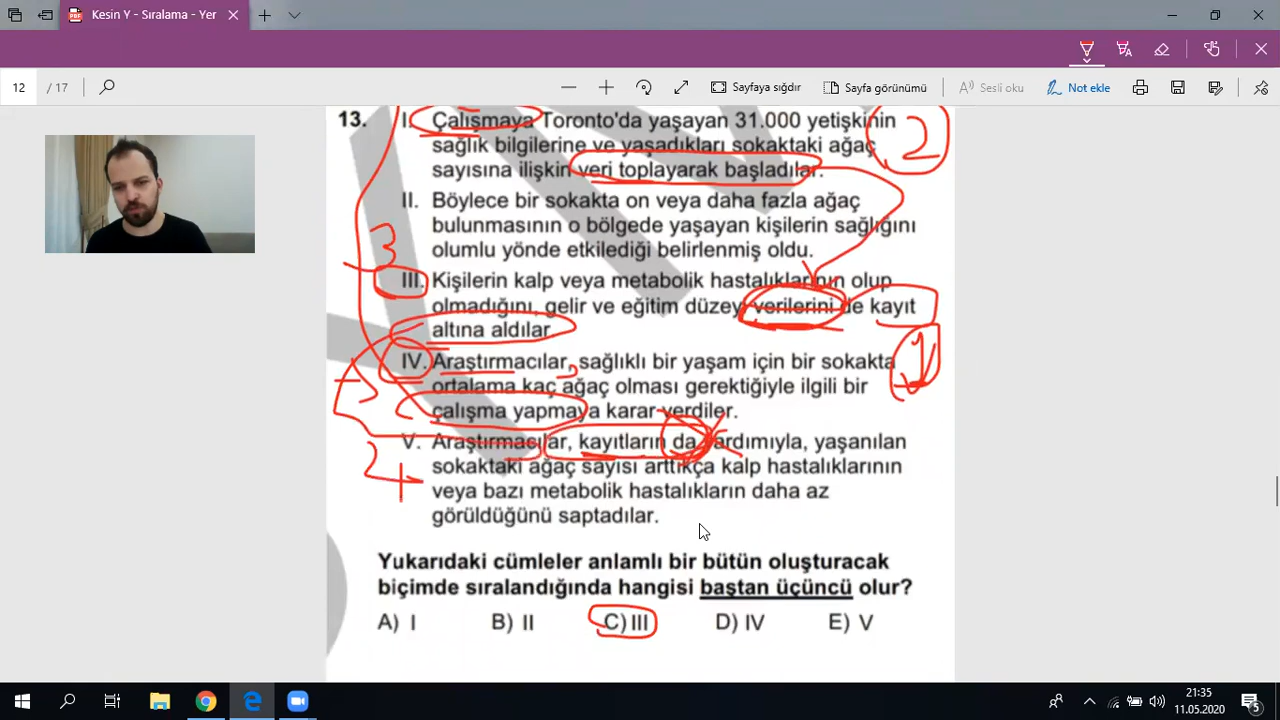 Kesin Y - Sıralama - Yer
12 / 17
Sayfaya sığdır
Sayfa görünümü
Sesli oku
Not ekle
13. I. Çalışmaya Toronto'da yaşayan 31.000 yetişkinin
sağlık bilgilerine ve yaşadıkları sokaktaki ağaç
sayısına ilişkin veri toplayarak başladılar.
2
II. Böylece bir sokakta on veya daha fazla ağaç
bulunmasının o bölgede yaşayan kişilerin sağlığını
olumlu yönde etkilediği belirlenmiş oldu.
3
III. Kişilerin kalp veya metabolik hastalıklarının olup
olmadığını, gelir ve eğitim düzey verilerini de kayıt
altına aldılar
IV. Araştırmacılar, sağlıklı bir yaşam için bir sokakta
ortalama kaç ağaç olması gerektiğiyle ilgili bir
çalışma yapmaya karar verdiler.
1
V. Araştırmacılar, kayıtların da yardımıyla, yaşanılan
sokaktaki ağaç sayısı arttıkça kalp hastalıklarının
veya bazı metabolik hastalıkların daha az
görüldüğünü saptadılar.
4
Yukarıdaki cümleler anlamlı bir bütün oluşturacak
biçimde sıralandığında hangisi baştan üçüncü olur?
A) I B) II C) III D) IV E) V
21:35
11.05.2020
5